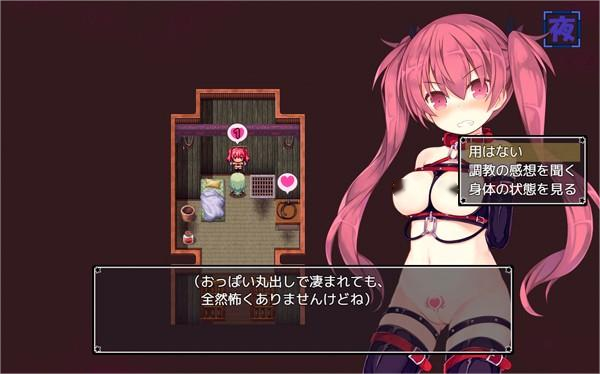 夜
用はない
調教の感想を聞く
身体の状態を見る
(おっぱい丸出しで凄まれても、
全然怖くありませんけどね)